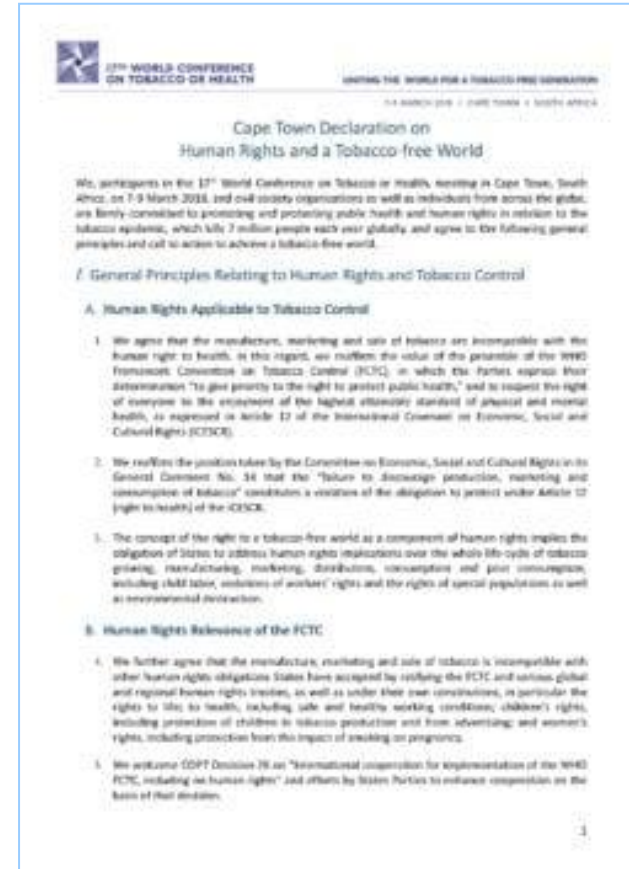 17TH WORLD CONFERENCE
ON TOBACCO OR HEALTH
UNITING THE WORLD FOR A TOBACCO FREE GENERATION
7-9 MARCH 2018 / CAPE TOWN / SOUTH AFRICA
Cape Town Declaration on
Human Rights and a Tobacco-free World
We, participants in the 17th World Conference on Tobacco or Health, meeting in Cape Town, South
Africa, on 7-9 March 2018, and civil society organizations as well as individuals from across the globe,
are firmly committed to promoting and protecting public health and human rights in relation to the
tobacco epidemic, which kills 7 million people each year globally, and agree to the following general
principles and call to action to achieve a tobacco-free world.
I General Principles Relating to Human Rights and Tobacco Control
A. Human Rights Applicable to Tobacco Control
1. We agree that the manufacture, marketing and sale of tobacco are incompatible with the
human right to health. In this regard, we reaffirm the value of the preamble of the WHO
Framework Convention on Tobacco Control (FCTC), in which the Parties express their
determination "to give priority to the right to protect public health," and to respect the right
of everyone to the enjoyment of the highest attainable standard of physical and mental
health, as expressed in Article 12 of the International Covenant on Economic, Social and
Cultural Rights (ICESCR).
2. We reaffirm the position taken by the Committee on Economic, Social and Cultural Rights in its
General Comment No. 14 that the "failure to discourage production, marketing and
consumption of tobacco" constitutes a violation of the obligation to protect under Article 12
(right to health) of the ICESCR.
3. The concept of the right to a tobacco-free world as a component of human rights implies the
obligation of States to address human rights implications over the whole life cycle of tobacco
growing, manufacturing, marketing, distribution, consumption and post consumption,
including child labor, violations of workers' rights and the rights of special populations as well
as environmental destruction.
B. Human Rights Relevance of the FCTC
4. We further agree that the manufacture, marketing and sale of tobacco is incompatible with
other human rights obligations States have accepted by ratifying the FCTC and various global
and regional human rights treaties, as well as under their own constitutions, in particular the
rights to life; to health, including safe and healthy working conditions; children's rights,
including protection of children in tobacco production and from advertising; and women's
rights, including protection from the impact of smoking on pregnancy.
5. We welcome COP7 Decision 26 on "International cooperation for implementation of the WHO
FCTC, including on human rights" and efforts by States Parties to enhance cooperation on the
basis of that decision.
1